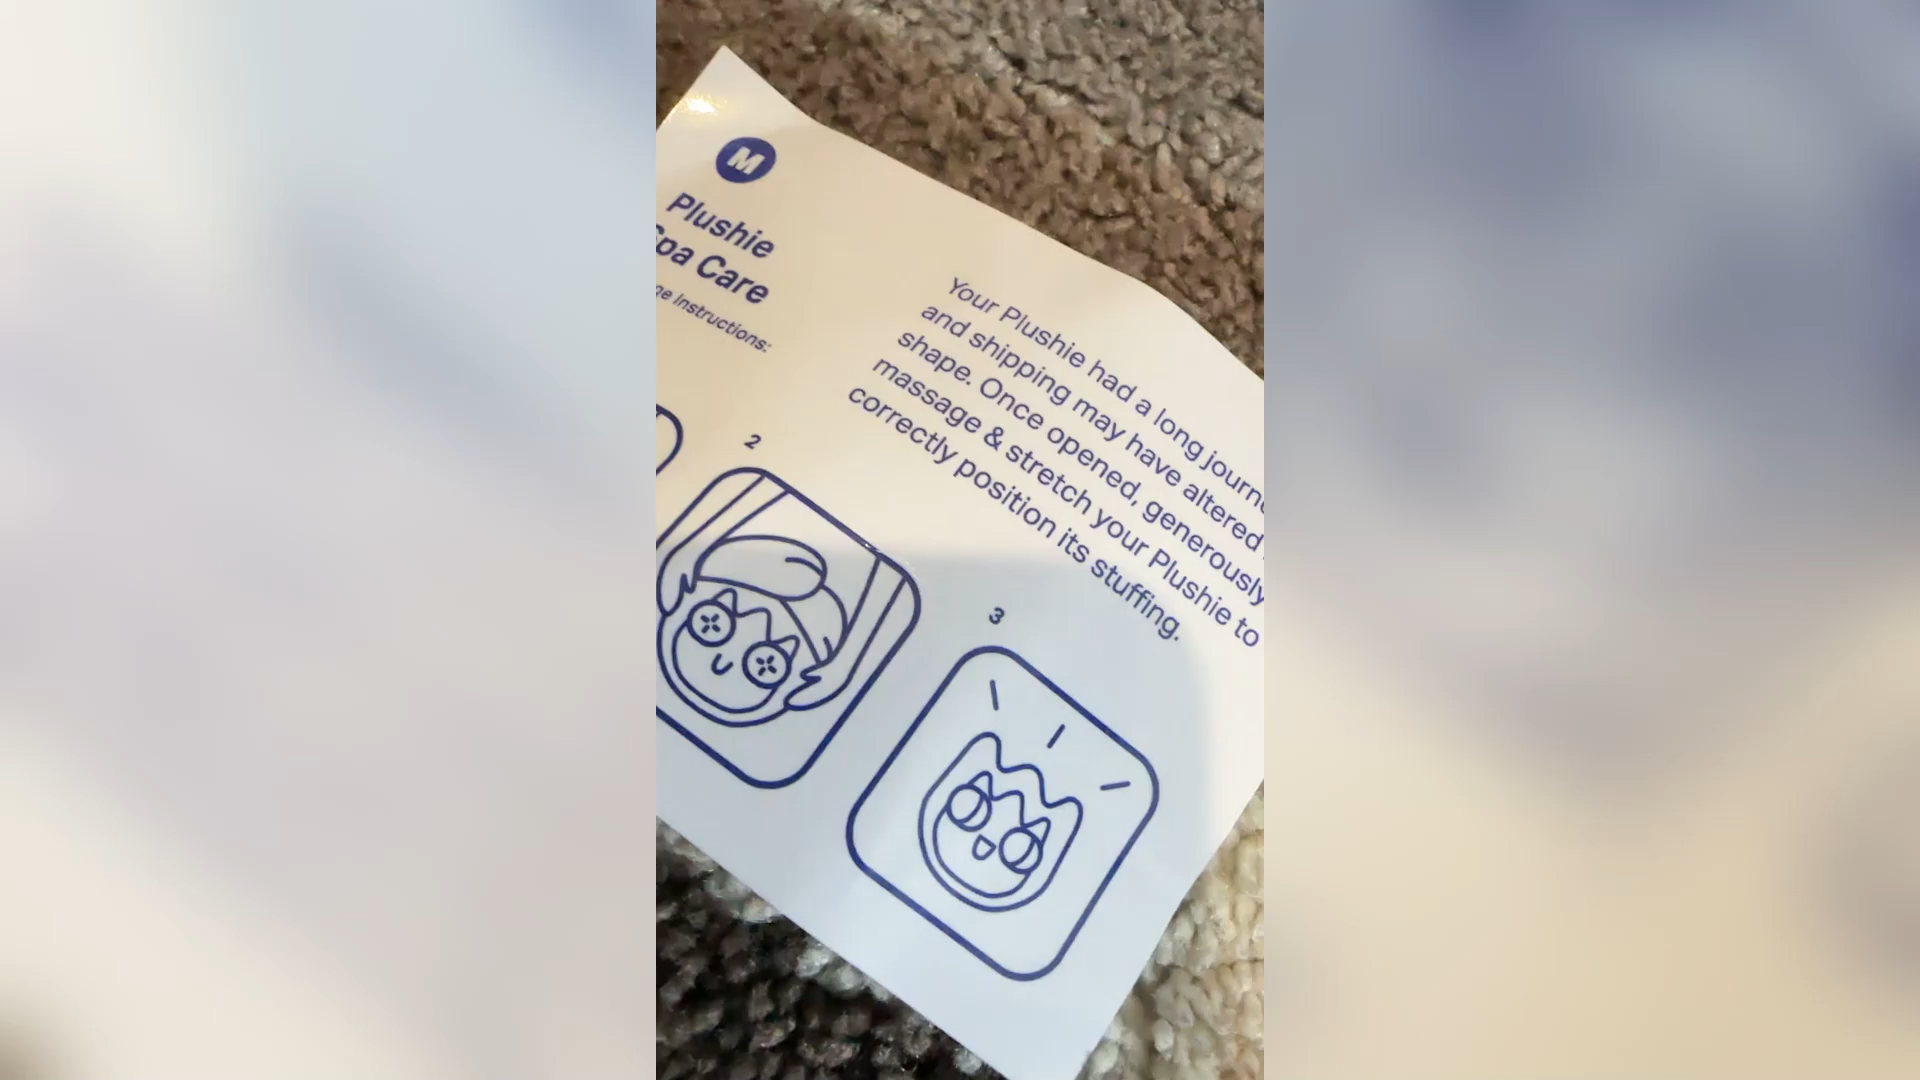 M
Plushie
Spa Care
Instructions:
Your Plushie had a long
and shipping may have altered
shape. Once opened, generously
massage & stretch your Plushie to
correctly position its stuffing.
2
3